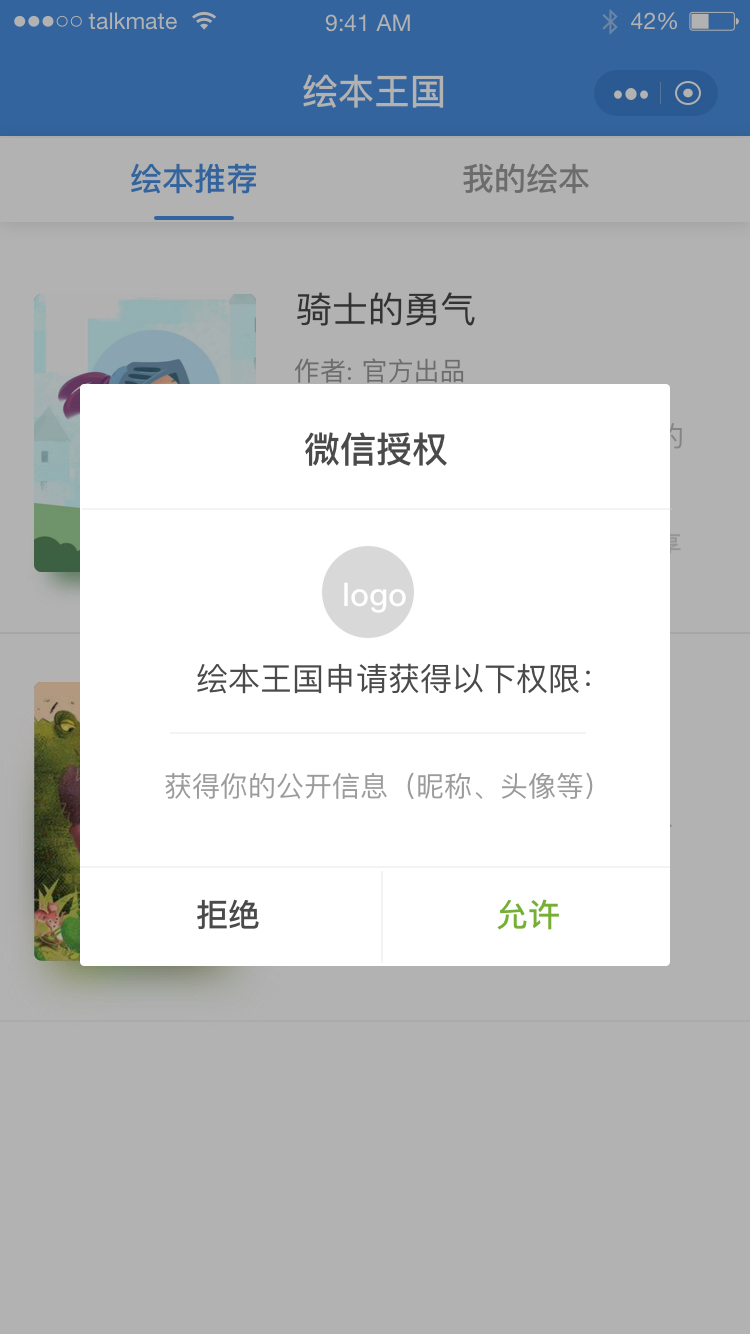 talkmate 9:41 AM 42%
绘本王国
绘本推荐 我的绘本
骑士的勇气
作者: 官方出品
的
享
微信授权
logo
绘本王国申请获得以下权限：
获得你的公开信息（昵称、头像等）
拒绝 允许